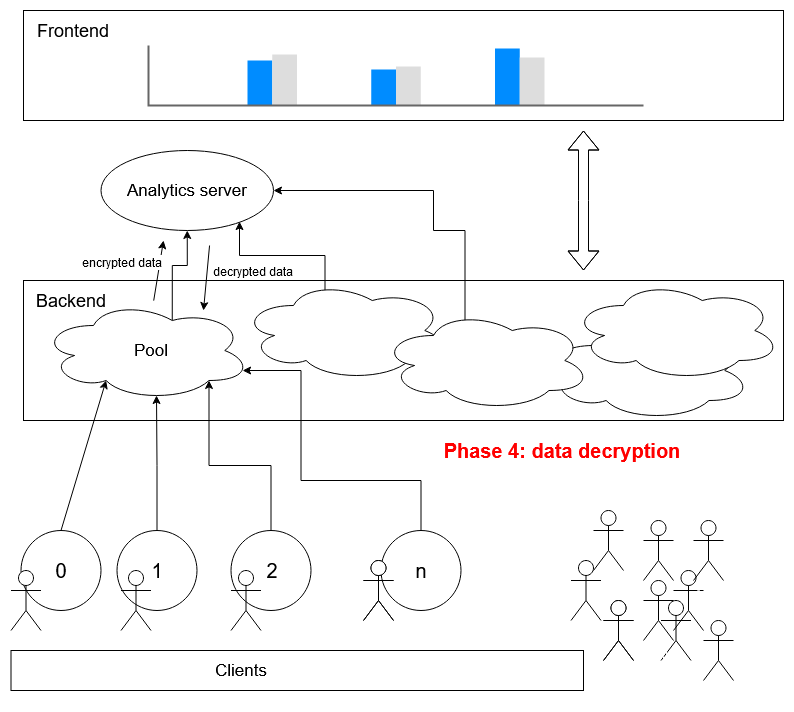 Frontend
Analytics server
encrypted data
decrypted data
Backend
Pool
Phase 4: data decryption
0
1
2
n
Clients